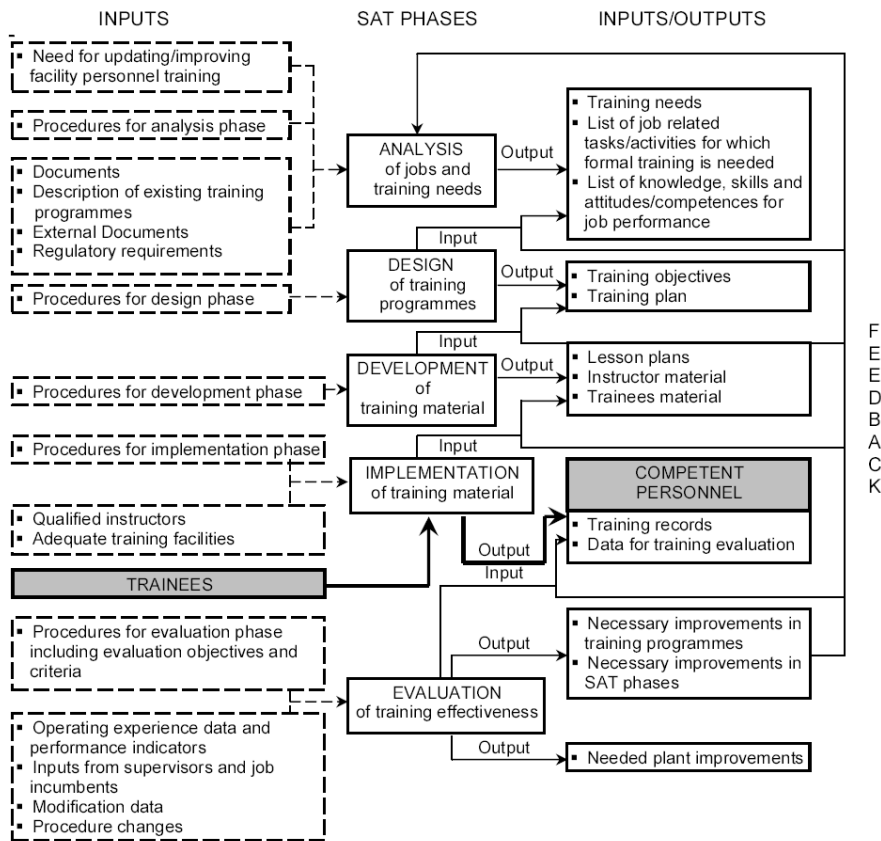 INPUTS
SAT PHASES
INPUTS/OUTPUTS
▪ Need for updating/improving
facility personnel training
▪ Procedures for analysis phase
▪ Documents
▪ Description of existing training
programmes
▪ External Documents
▪ Regulatory requirements
▪ Procedures for design phase
▪ Procedures for development phase
▪ Procedures for implementation phase
▪ Qualified instructors
▪ Adequate training facilities
TRAINEES
▪ Procedures for evaluation phase
including evaluation objectives and
criteria
▪ Operating experience data and
performance indicators
▪ Inputs from supervisors and job
incumbents
▪ Modification data
▪ Procedure changes
ANALYSIS
of jobs and
training needs
Output
Input
DESIGN
of training
programmes
Output
Input
DEVELOPMENT
of
training material
Output
Input
IMPLEMENTATION
of training material
Output
Input
Output
EVALUATION
of training effectiveness
Output
▪ Training needs
▪ List of job related
tasks/activities for which
formal training is needed
▪ List of knowledge, skills and
attitudes/competences for
job performance
▪ Training objectives
▪ Training plan
▪ Lesson plans
▪ Instructor material
▪ Trainees material
COMPETENT
PERSONNEL
▪ Training records
▪ Data for training evaluation
▪ Necessary improvements in
training programmes
▪ Necessary improvements in
SAT phases
▪ Needed plant improvements
F
E
E
D
B
A
C
K